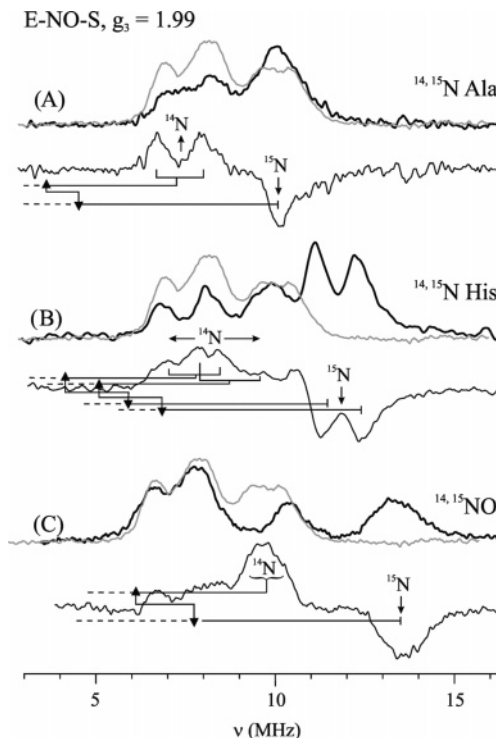 E-NO-S, g₃ = 1.99
(A)
¹⁴,¹⁵N Ala
¹⁴N
¹⁵N
(B)
¹⁴,¹⁵N His
¹⁴N
¹⁵N
(C)
¹⁴,¹⁵NO
¹⁴N
¹⁵N
5 10 15
ν (MHz)